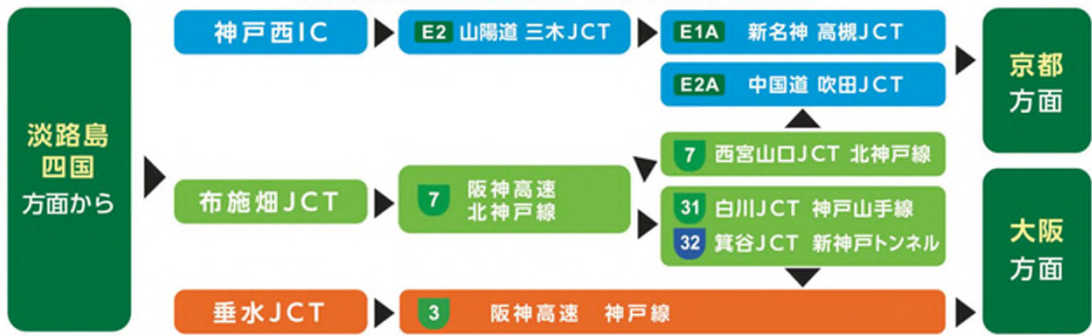 淡路島
四国
方面から
神戸西IC
E2 山陽道 三木JCT
E1A 新名神 高槻JCT
E2A 中国道 吹田JCT
京都
方面
布施畑JCT
7 阪神高速
北神戸線
7 西宮山口JCT 北神戸線
31 白川JCT 神戸山手線
32 箕谷JCT 新神戸トンネル
大阪
方面
垂水JCT
3 阪神高速 神戸線